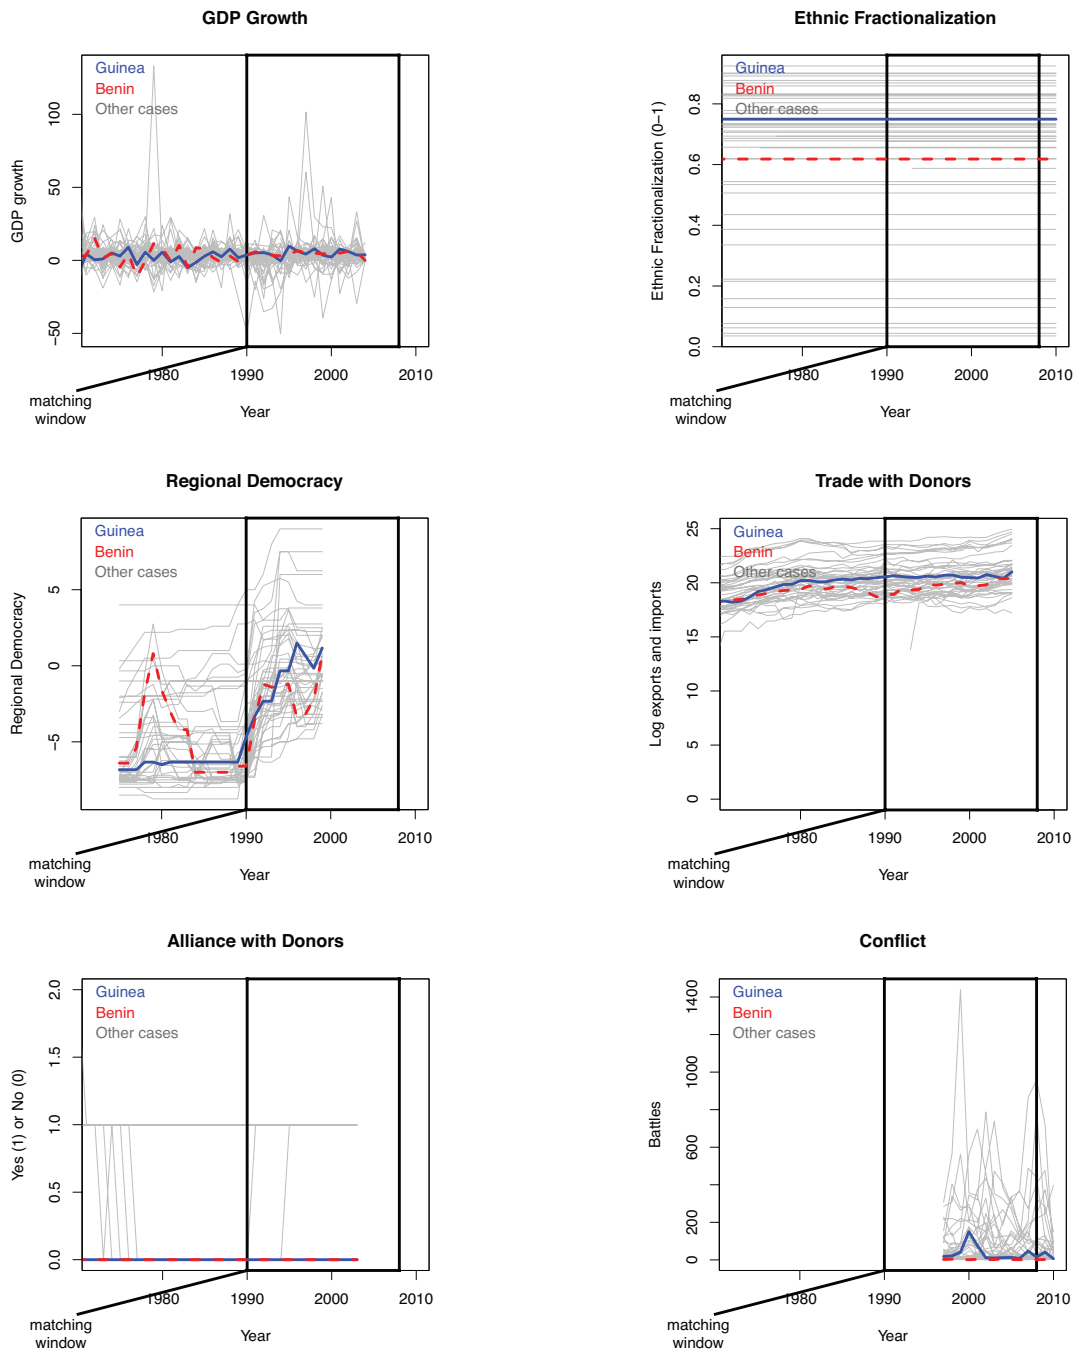 GDP Growth
Guinea
Benin
Other cases
GDP growth
−50
0
50
100
1980
1990
2000
2010
matching
window
Year
Ethnic Fractionalization
Guinea
Benin
Other cases
Ethnic Fractionalization (0−1)
0.0
0.2
0.4
0.6
0.8
1980
1990
2000
2010
matching
window
Year
Regional Democracy
Guinea
Benin
Other cases
Regional Democracy
−5
0
5
1980
1990
2000
2010
matching
window
Year
Trade with Donors
Guinea
Benin
Other cases
Log exports and imports
0
5
10
15
20
25
1980
1990
2000
2010
matching
window
Year
Alliance with Donors
Guinea
Benin
Other cases
Yes (1) or No (0)
0.0
0.5
1.0
1.5
2.0
1980
1990
2000
2010
matching
window
Year
Conflict
Guinea
Benin
Other cases
Battles
0
200
600
1000
1400
1980
1990
2000
2010
matching
window
Year